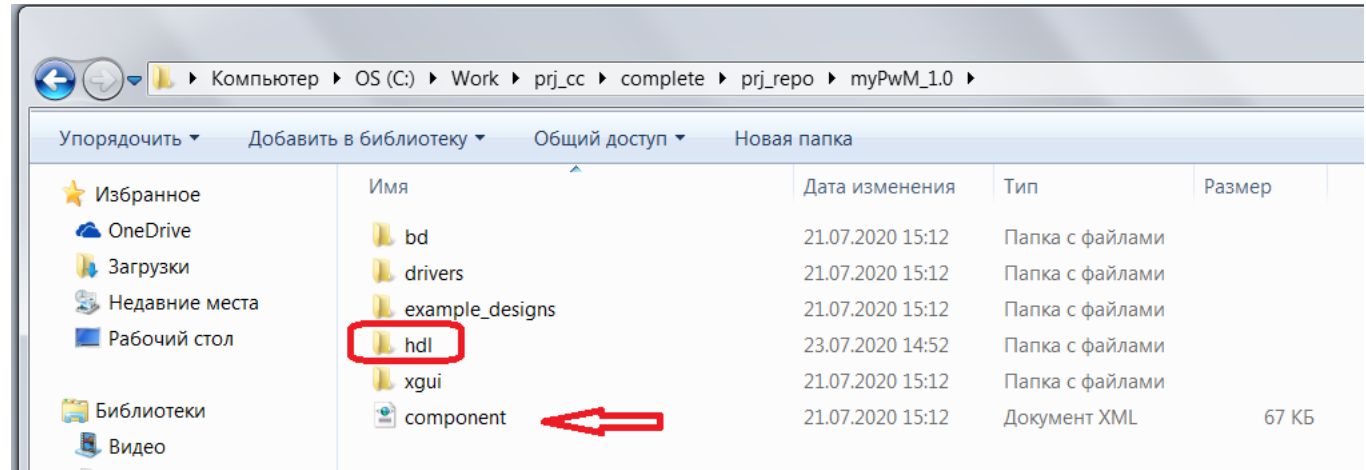 Компьютер OS (C:) Work prj_cc complete prj_repo myPwM_1.0
Упорядочить Добавить в библиотеку Общий доступ Новая папка
Имя Дата изменения Тип Размер
Избранное
OneDrive
Загрузки
Недавние места
Рабочий стол
Библиотеки
Видео
bd 21.07.2020 15:12 Папка с файлами
drivers 21.07.2020 15:12 Папка с файлами
example_designs 21.07.2020 15:12 Папка с файлами
hdl 23.07.2020 14:52 Папка с файлами
xgui 21.07.2020 15:12 Папка с файлами
component 21.07.2020 15:12 Документ XML 67 КБ